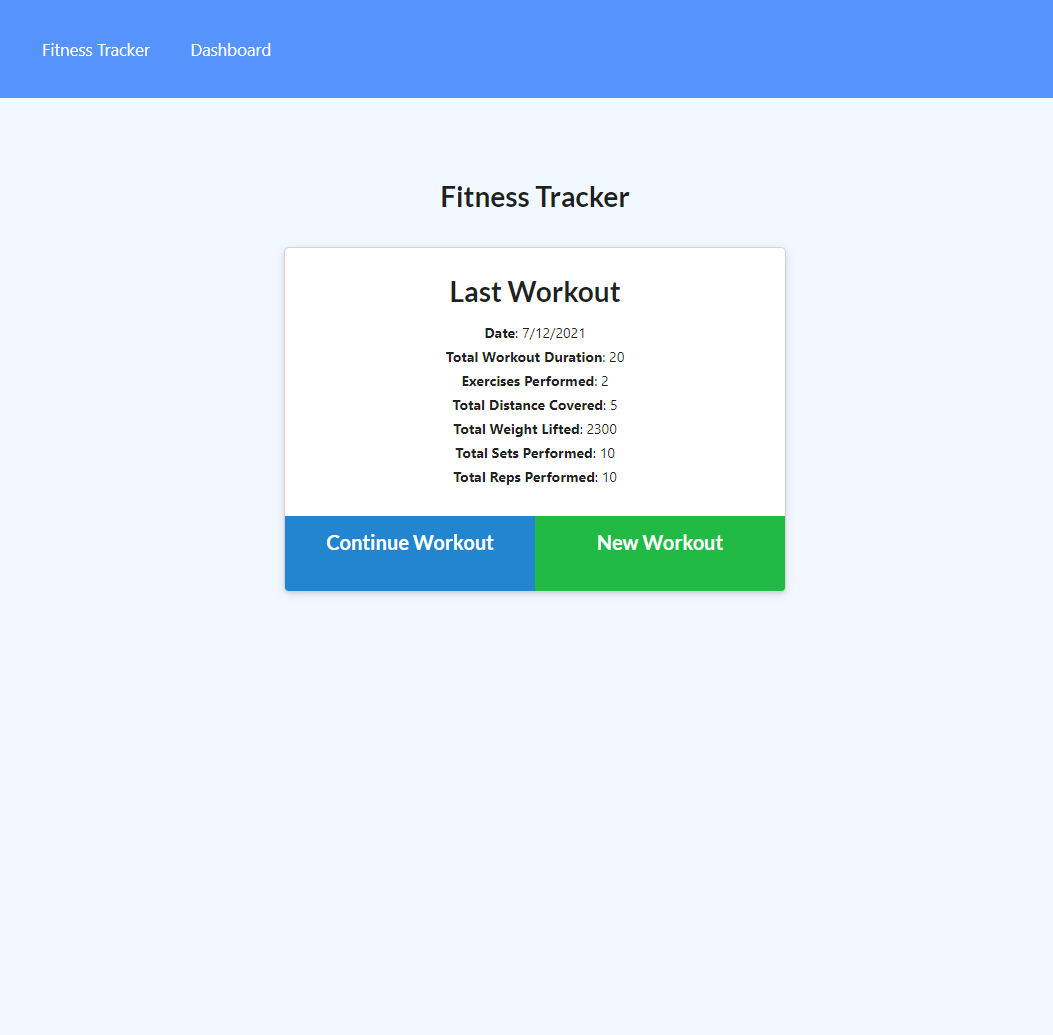 Fitness Tracker Dashboard
Fitness Tracker
Last Workout
Date: 7/12/2021
Total Workout Duration: 20
Exercises Performed: 2
Total Distance Covered: 5
Total Weight Lifted: 2300
Total Sets Performed: 10
Total Reps Performed: 10
Continue Workout New Workout